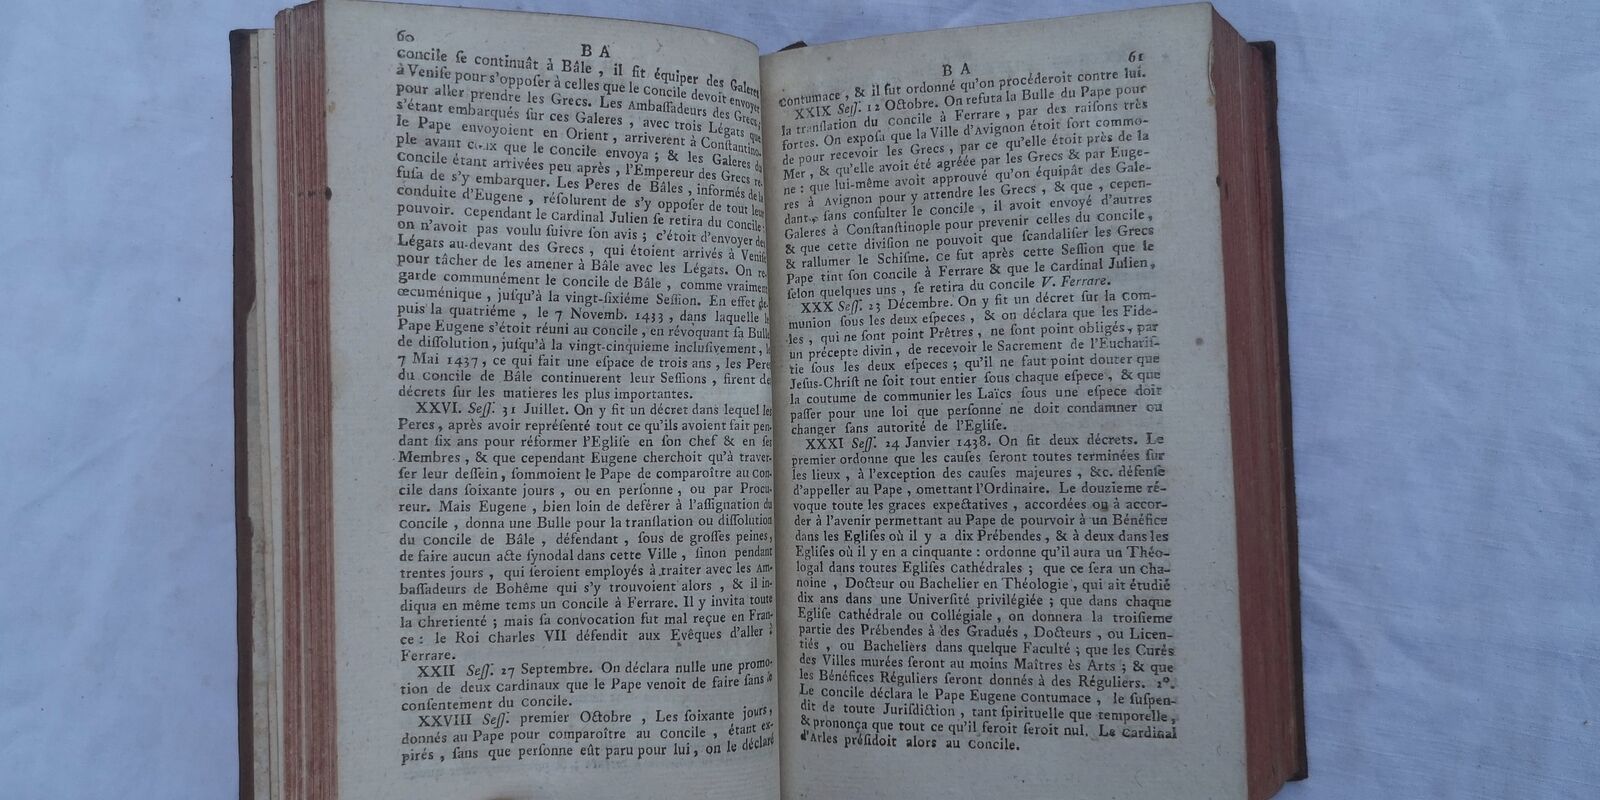 60
BA
concile ſe continuât à Bâle, il fit équiper des Galeres
à Veniſe pour s'oppoſer à celles que le concile devoit envoyer
pour aller prendre les Grecs. Les Ambaſſadeurs des Grecs,
s'étant embarqués ſur ces Galeres, avec trois Légats que
le Pape envoyoient en Orient, arriverent à Conſtantino-
ple avant ceux que le concile envoya; & les Galeres du
concile étant arrivées peu après, l'Empereur des Grecs re-
fuſa de s'y embarquer. Les Peres de Bâles, informés de la
conduite d'Eugene, réſolurent de s'y oppoſer de tout leur
pouvoir. Cependant le Cardinal Julien ſe retira du Concile:
on n'avoit pas voulu ſuivre ſon avis; c'étoit d'envoyer des
Légats au-devant des Grecs, qui étoient arrivés à Veniſe
pour tâcher de les amener à Bâle avec les Légats. On re-
garde communément le Concile de Bâle, comme vraiment
œcuménique, juſqu'à la vingt-ſixiéme Seſſion. En effet de-
puis la quatriéme, le 7 Novemb. 1433, dans laquelle le
Pape Eugene s'étoit réuni au concile, en révoquant ſa Bulle
de diſſolution, juſqu'à la vingt-cinquieme incluſivement, le
7 Mai 1437, ce qui fait une eſpace de trois ans, les Pere
du Concile de Bâle continuerent leur Seſſions, firent de
décrets ſur les matieres les plus importantes.
XXVI. Seſſ. 31 Juillet. On y fit un décret dans lequel les
Peres, après avoir repréſenté tout ce qu'ils avoient fait pen-
dant ſix ans pour réformer l'Egliſe en ſon chef & en ſes
Membres, & que cependant Eugene cherchoit qu'à traver-
ſer leur deſſein, ſommoient le Pape de comparoître au con-
cile dans ſoixante jours, ou en perſonne, ou par Procu-
reur. Mais Eugene, bien loin de deférer à l'aſſignation du
concile, donna une Bulle pour la tranſlation ou diſſolution
du concile de Bâle, défendant, ſous de groſſes peines,
de faire aucun acte ſynodal dans cette Ville, ſinon pendant
trentes jours, qui ſeroient employés à traiter avec les Am-
baſſadeurs de Bohême qui s'y trouvoient alors, & il in-
diqua en même tems un concile à Ferrare. Il y invita toute
la chretienté; mais ſa convocation fut mal reçue en Fran-
ce: le Roi Charles VII défendit aux Evêques d'aller à
Ferrare.
XXII Seſſ. 27 Septembre. On déclara nulle une promo-
tion de deux Cardinaux que le Pape venoit de faire ſans le
conſentement du Concile.
XXVIII Seſſ. premier Octobre, Les ſoixante jours,
donnés au Pape pour comparoître au Concile, étant ex-
pirés, ſans que perſonne eût paru pour lui, on le déclaré
BA
61
contumace, & il fut ordonné qu'on procéderoit contre lui.
XXIX Seſſ. 12 Octobre. On refuta la Bulle du Pape pour
la tranſlation du Concile à Ferrare, par des raiſons très
fortes. On expoſa que la Ville d'Avignon étoit fort commo-
de pour recevoir les Grecs, par ce qu'elle étoit près de la
Mer, & qu'elle avoit été agréée par les Grecs & par Euge-
ne: que lui-même avoit approuvé qu'on équipât des Gale-
res à Avignon pour y attendre les Grecs, & que, cepen-
dant, ſans conſulter le Concile, il avoit envoyé d'autres
Galeres à Conſtantinople pour prevenir celles du Concile,
& que cette diviſion ne pouvoit que ſcandaliſer les Grecs
& rallumer le Schiſme. Ce fut après cette Seſſion que le
Pape tint ſon Concile à Ferrare & que le Cardinal Julien,
ſelon quelques uns, ſe retira du Concile V. Ferrare.
XXX Seſſ. 23 Décembre. On y fit un décret ſur la com-
munion ſous les deux eſpeces, & on déclara que les Fide-
les, qui ne ſont point Prêtres, ne ſont point obligés, par
un précepte divin, de recevoir le Sacrement de l'Euchariſ-
tie ſous les deux eſpeces; qu'il ne faut point douter que
Jeſus-Chriſt ne ſoit tout entier ſous chaque eſpece, & que
la coutume de communier les Laïcs ſous une eſpece doit
paſſer pour une loi que perſonne ne doit condamner ou
changer ſans autorité de l'Egliſe.
XXXI Seſſ. 24 Janvier 1438. On fit deux décrets. Le
premier ordonne que les cauſes ſeront toutes terminées ſur
les lieux, à l'exception des cauſes majeures, &c. défenſe
d'appeller au Pape, omettant l'Ordinaire. Le douzieme ré-
voque toute les graces expectatives, accordées ou à accor-
der à l'avenir permettant au Pape de pourvoir à un Bénéfice
dans les Egliſes où il y a dix Prébendes, & à deux dans les
Egliſes où il y en a cinquante: ordonne qu'il aura un Théo-
logal dans toutes Egliſes Cathédrales; que ce ſera un Cha-
noine, Docteur ou Bachelier en Théologie, qui ait étudié
dix ans dans une Univerſité privilégiée; que dans chaque
Egliſe Cathédrale ou Collégiale, on donnera la troiſieme
partie des Prébendes à des Gradués, Docteurs, ou Licen-
tiés, ou Bacheliers dans quelque Faculté; que les Curés
des Villes murées ſeront au moins Maîtres ès Arts; & que
les Bénéfices Réguliers ſeront donnés à des Réguliers. 2°.
Le concile déclara le Pape Eugene Contumace, le ſuſpen-
dit de toute Juriſdiction, tant ſpirituelle que temporelle,
& prononça que tout ce qu'il feroit ſeroit nul. Le Cardinal
d'Arles préſidoit alors au Concile.